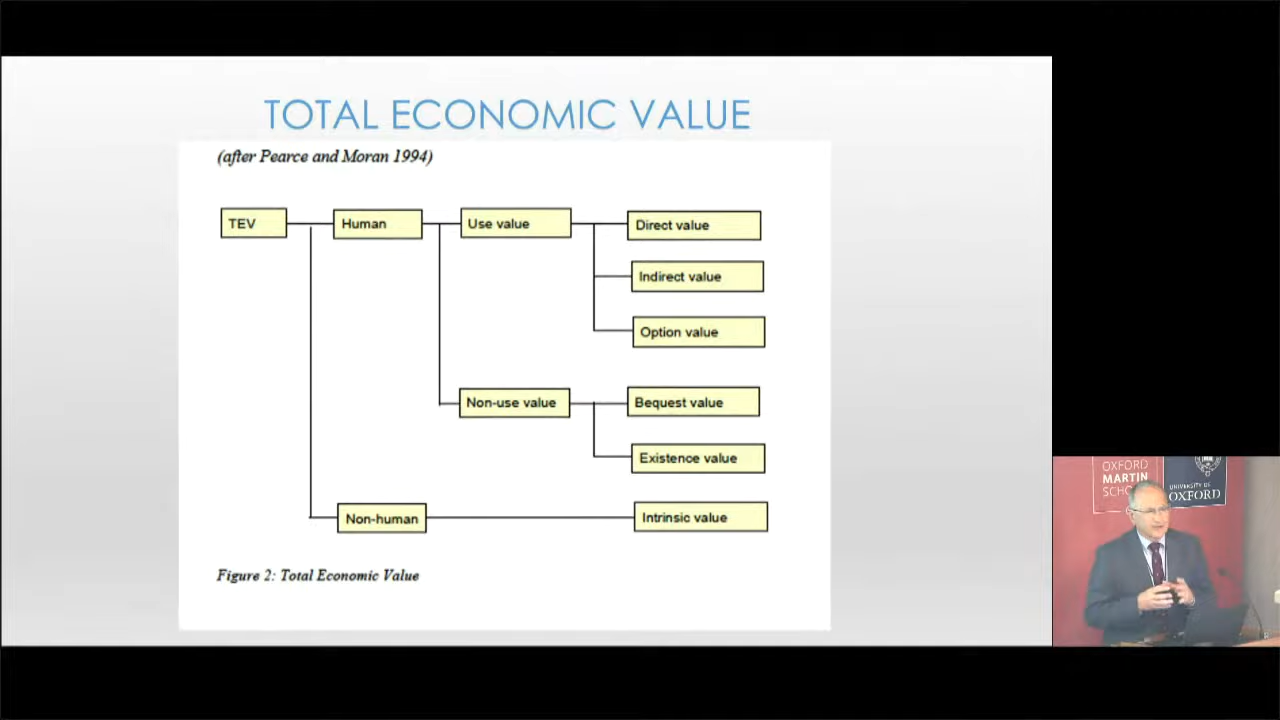 TOTAL ECONOMIC VALUE
(after Pearce and Moran 1994)
TEV
Human
Use value
Direct value
Indirect value
Option value
Non-use value
Bequest value
Existence value
Non-human
Intrinsic value
Figure 2: Total Economic Value
OXFORD
MARTIN
SCHO
UNIVERSITY OF
OXFORD